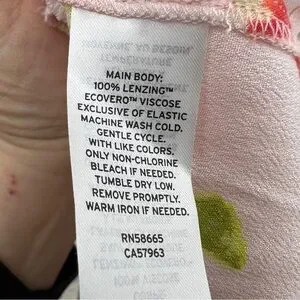 MAIN BODY:
100% LENZING™
ECOVERO™ VISCOSE
EXCLUSIVE OF ELASTIC
MACHINE WASH COLD.
GENTLE CYCLE.
WITH LIKE COLORS.
ONLY NON-CHLORINE
BLEACH IF NEEDED.
TUMBLE DRY LOW.
REMOVE PROMPTLY.
WARM IRON IF NEEDED.
RN58665
CA57963